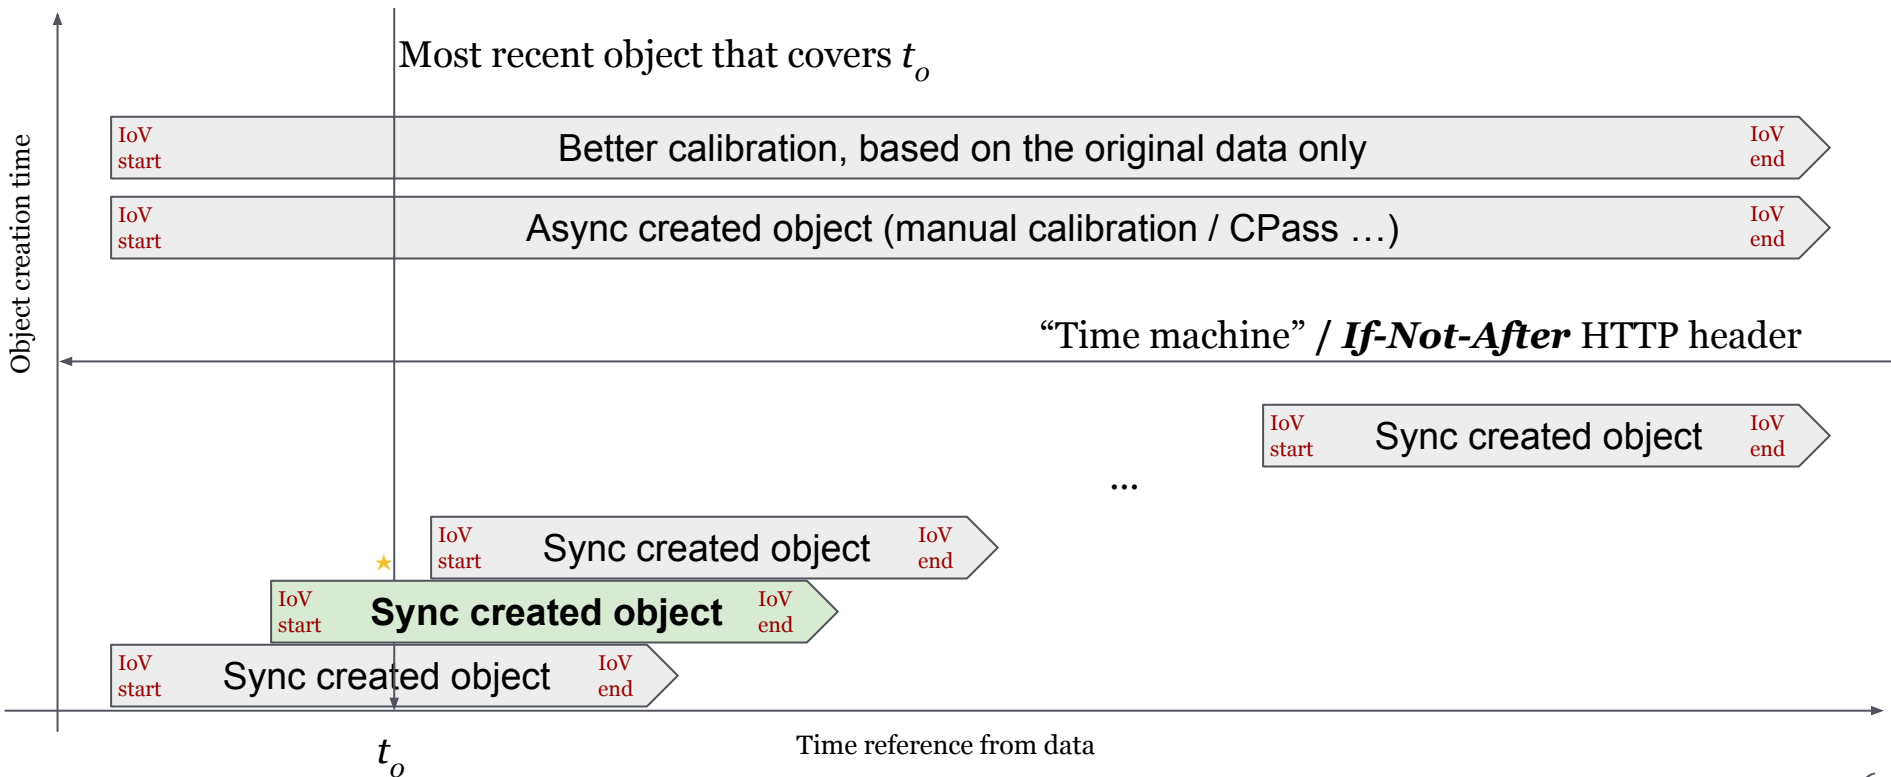 Most recent object that covers to
IoV
start
Better calibration, based on the original data only
IoV
end
IoV
start
Async created object (manual calibration / CPass …)
IoV
end
Object creation time
“Time machine” / If-Not-After HTTP header
IoV
start
Sync created object
IoV
end
...
IoV
start
Sync created object
IoV
end
IoV
start
Sync created object
IoV
end
IoV
start
Sync created object
IoV
end
to
Time reference from data